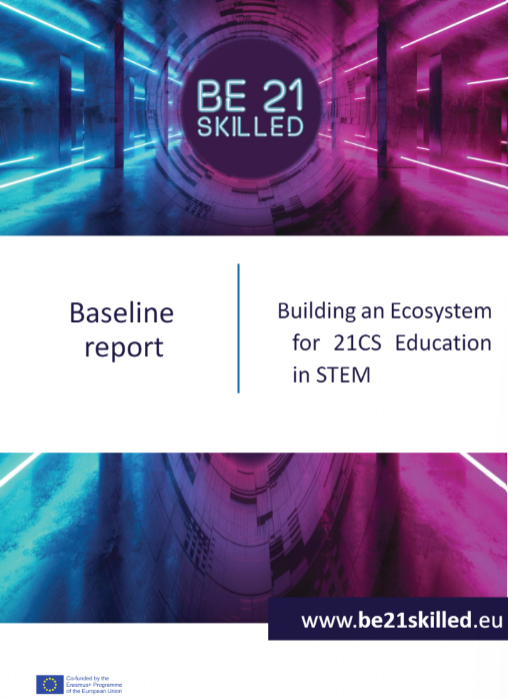 BE 21
SKILLED
Baseline
report
Building an Ecosystem
for 21CS Education
in STEM
www.be21skilled.eu
Co-funded by the
Erasmus+ Programme
of the European Union